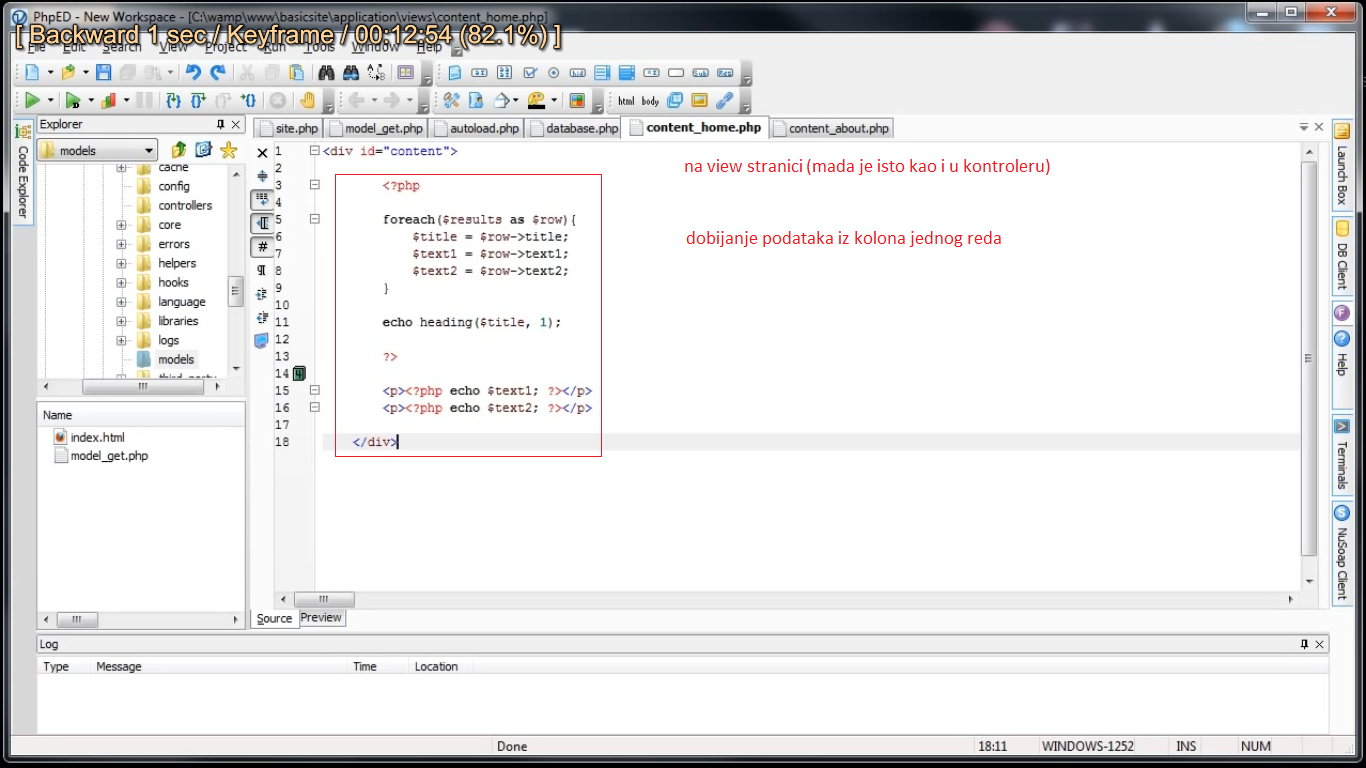 PhpED - New Workspace - [C:\wamp\www\basicsite\application\views\content_home.php]
[ Backward 1 sec / Keyframe / 00:12:54 (82.1%) ]
File Edit Search View Project Run Tools Window Help
html body
Explorer
site.php model_get.php autoload.php database.php content_home.php content_about.php
models
Code Explorer
cache
config
controllers
core
errors
helpers
hooks
language
libraries
logs
models
third_party
Name
index.html
model_get.php
1 <div id="content">
2
3 <?php
4
5 foreach($results as $row){
6 $title = $row->title;
7 $text1 = $row->text1;
8 $text2 = $row->text2;
9 }
10
11 echo heading($title, 1);
12
13 ?>
14
15 <p><?php echo $text1; ?></p>
16 <p><?php echo $text2; ?></p>
17
18 </div>
na view stranici (mada je isto kao i u kontroleru)
dobijanje podataka iz kolona jednog reda
Launch Box
DB Client
Help
Terminals
NuSoap Client
Source Preview
Log
Type Message Time Location
Done 18:11 WINDOWS-1252 INS NUM